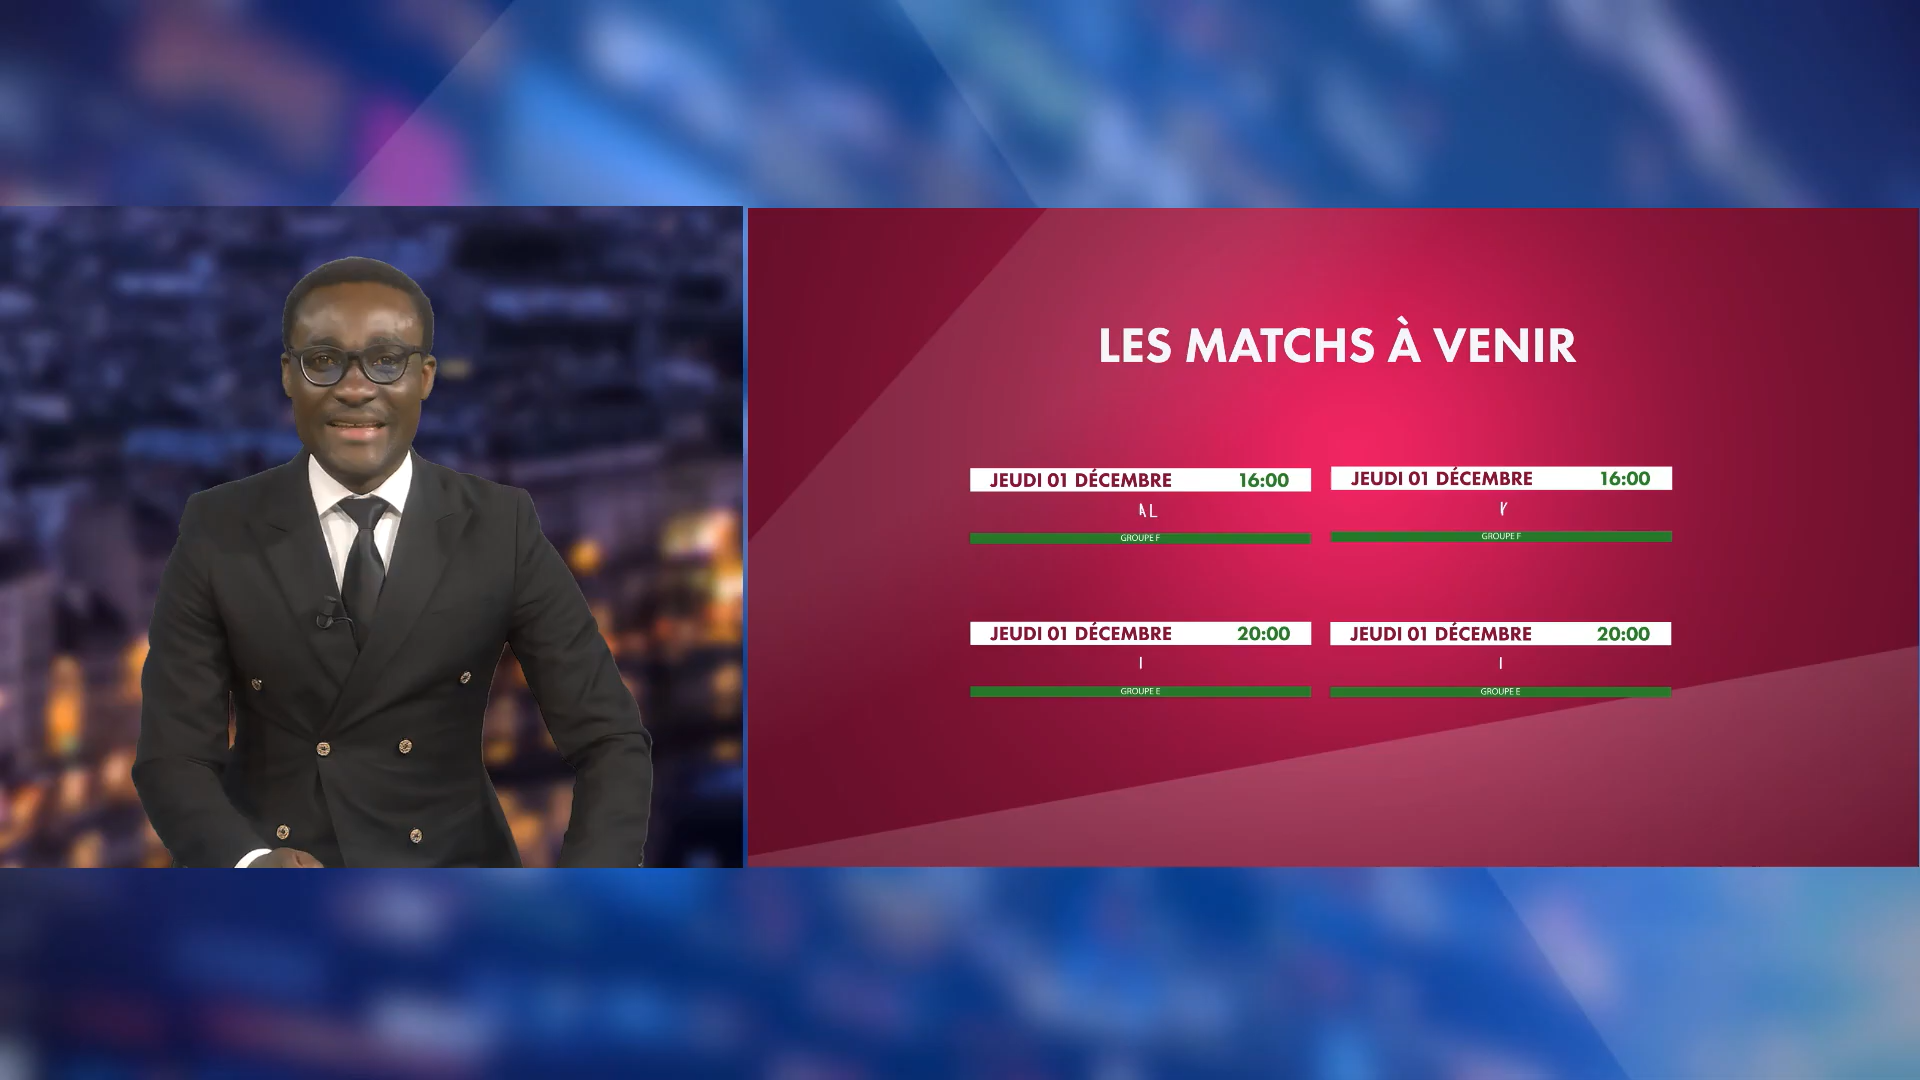 LES MATCHS À VENIR
JEUDI 01 DÉCEMBRE 16:00
AL
GROUPE F
JEUDI 01 DÉCEMBRE 16:00
GROUPE F
JEUDI 01 DÉCEMBRE 20:00
I
GROUPE E
JEUDI 01 DÉCEMBRE 20:00
I
GROUPE E